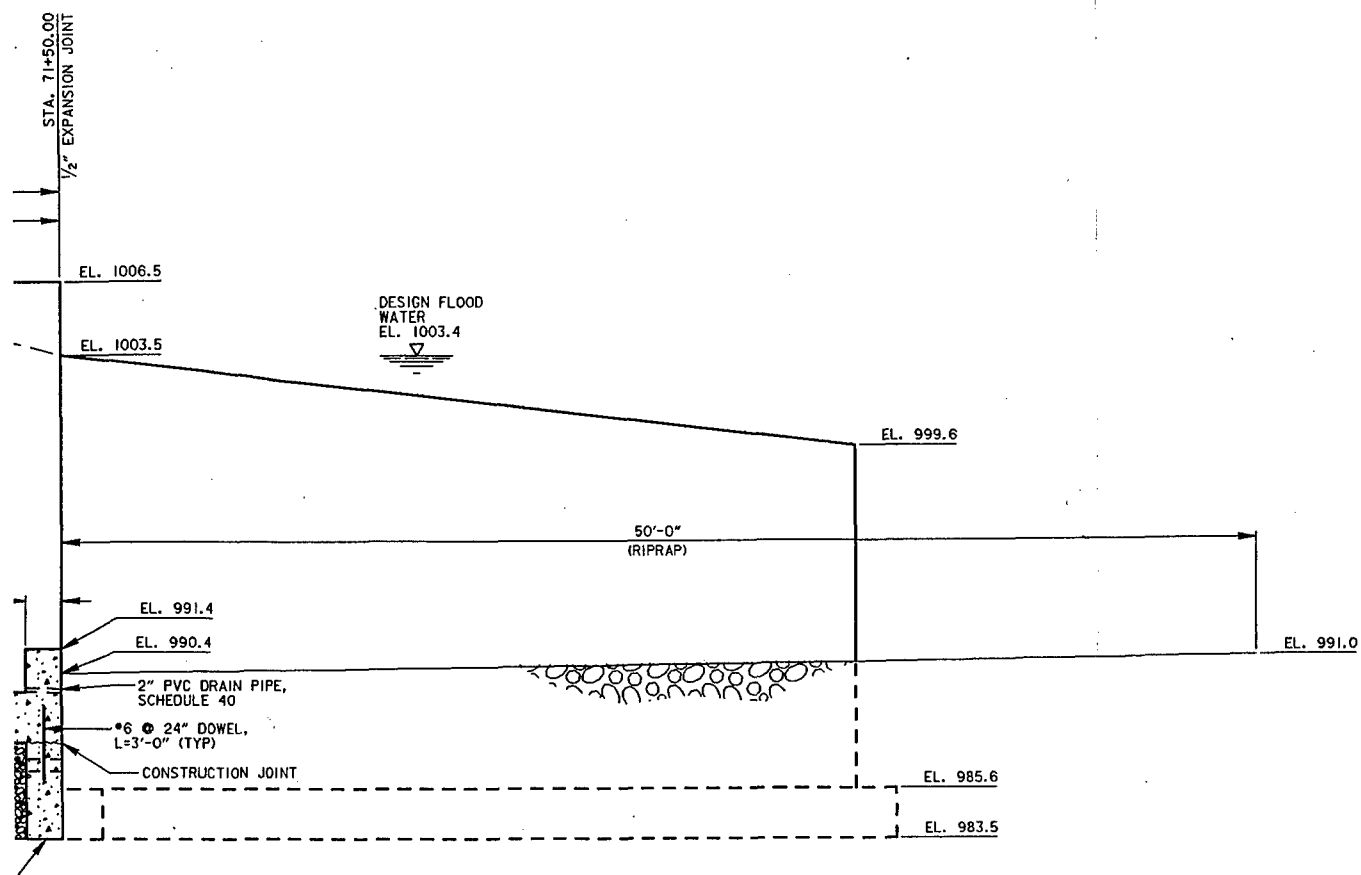 STA. 71+50.00
1/2" EXPANSION JOINT
EL. 1006.5
DESIGN FLOOD
WATER
EL. 1003.4
EL. 1003.5
EL. 999.6
50'-0"
(RIPRAP)
EL. 991.4
EL. 990.4
EL. 991.0
2" PVC DRAIN PIPE,
SCHEDULE 40
#6 @ 24" DOWEL,
L=3'-0" (TYP)
CONSTRUCTION JOINT
EL. 985.6
EL. 983.5